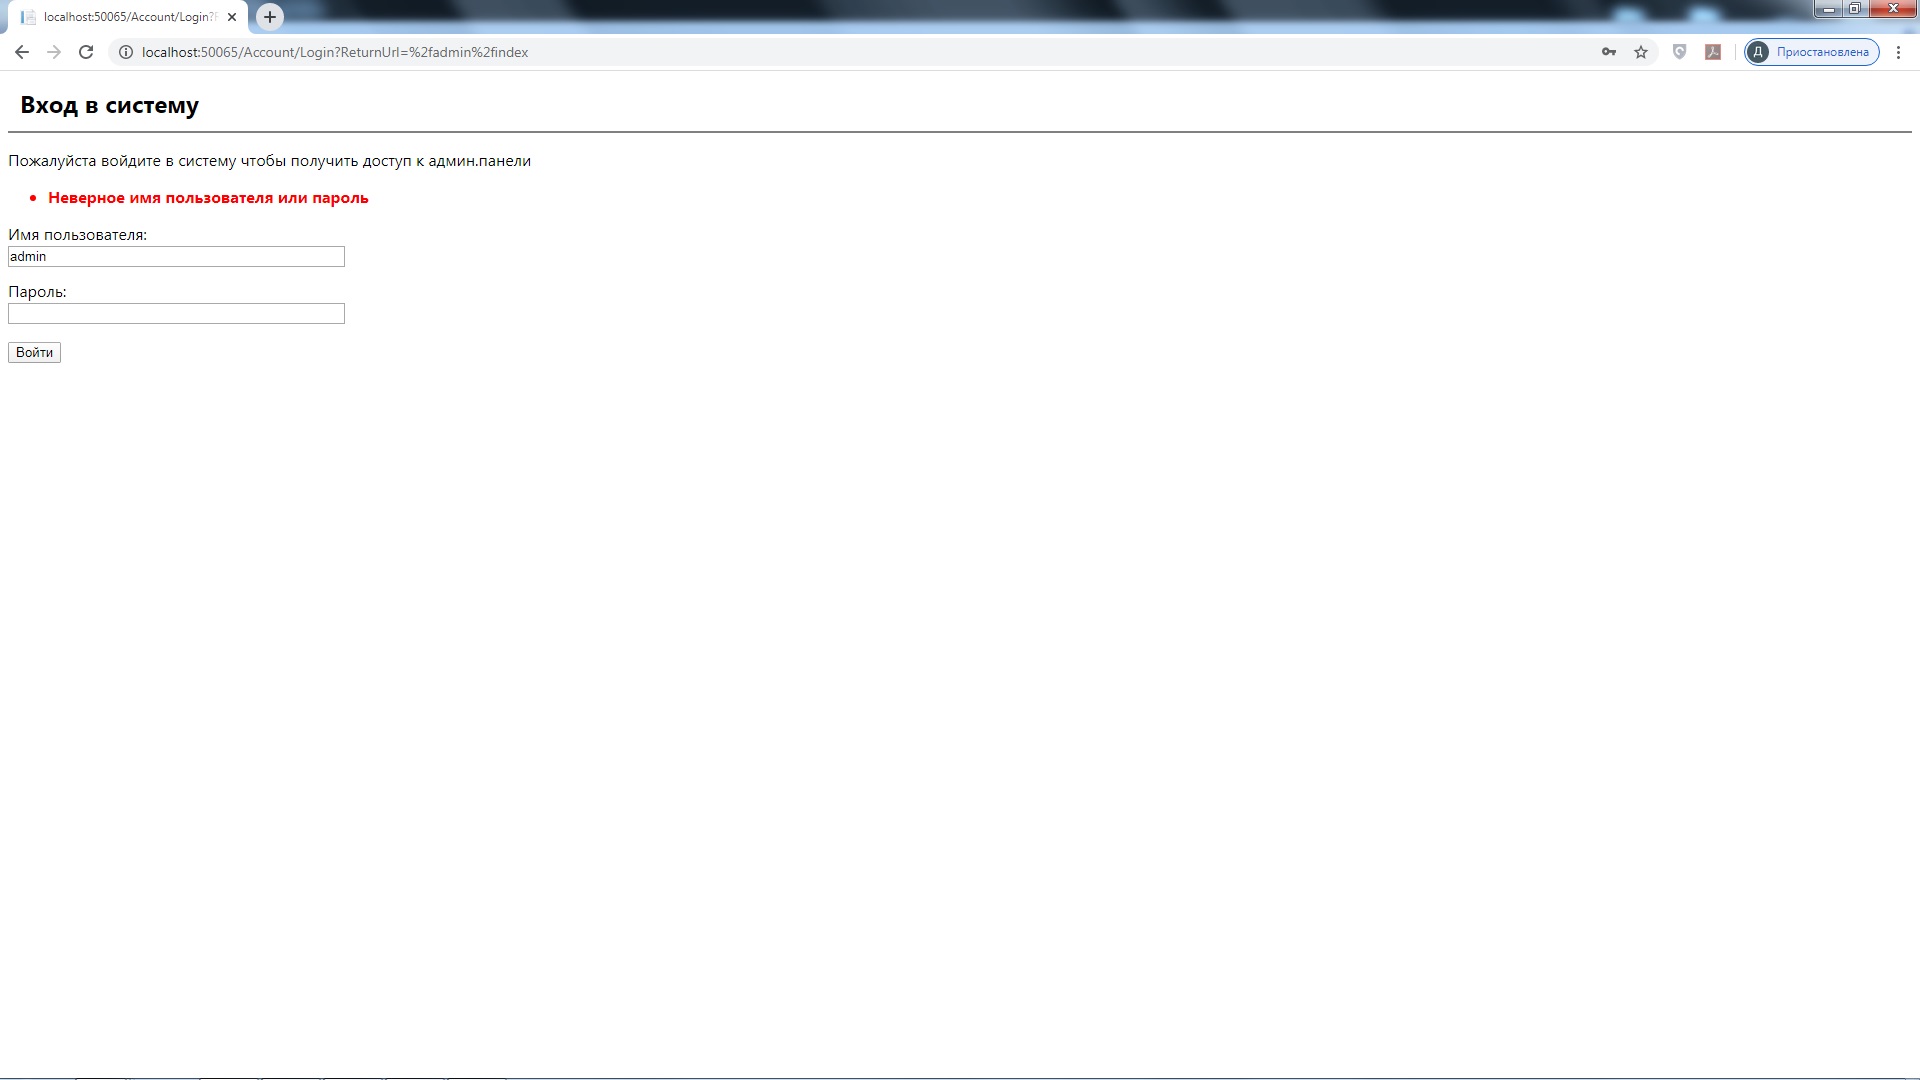 localhost:50065/Account/Login?
localhost:50065/Account/Login?ReturnUrl=%2fadmin%2findex
Д Приостановлена
Вход в систему
Пожалуйста войдите в систему чтобы получить доступ к админ.панели
Неверное имя пользователя или пароль
Имя пользователя:
admin
Пароль:
Войти